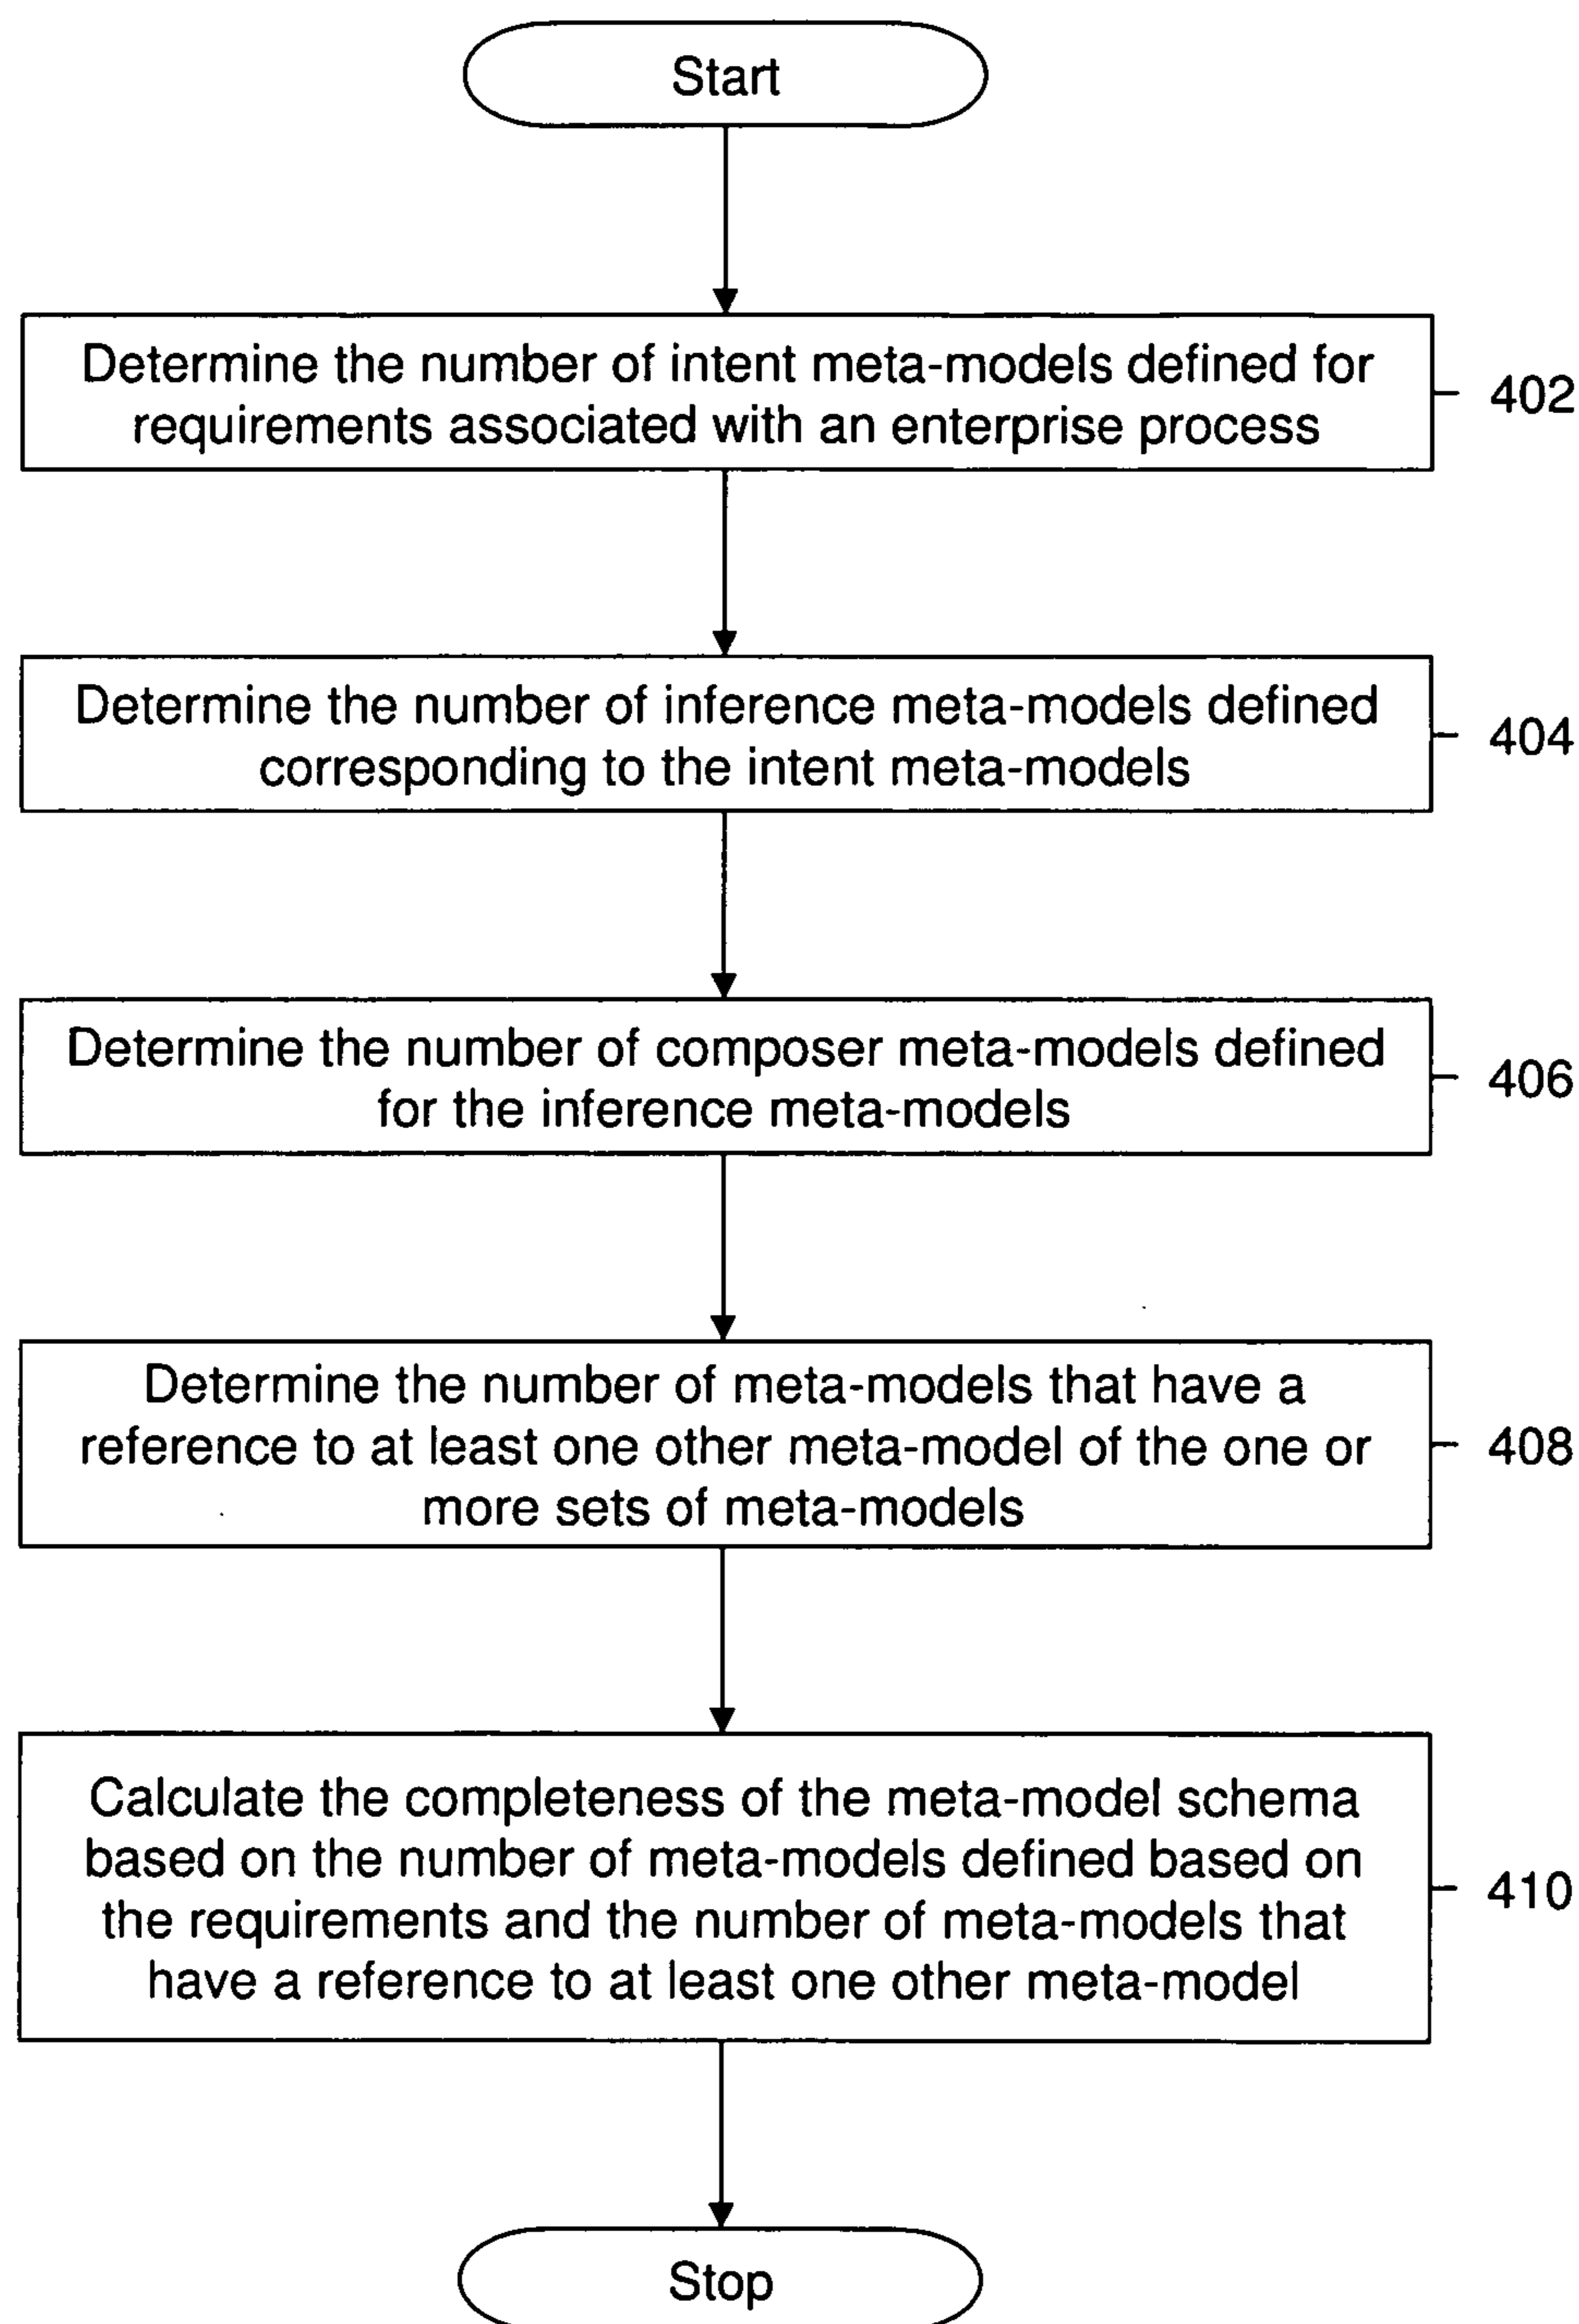 Start
Determine the number of intent meta-models defined for
requirements associated with an enterprise process
402
Determine the number of inference meta-models defined
corresponding to the intent meta-models
404
Determine the number of composer meta-models defined
for the inference meta-models
406
Determine the number of meta-models that have a
reference to at least one other meta-model of the one or
more sets of meta-models
408
Calculate the completeness of the meta-model schema
based on the number of meta-models defined based on
the requirements and the number of meta-models that
have a reference to at least one other meta-model
410
Stop